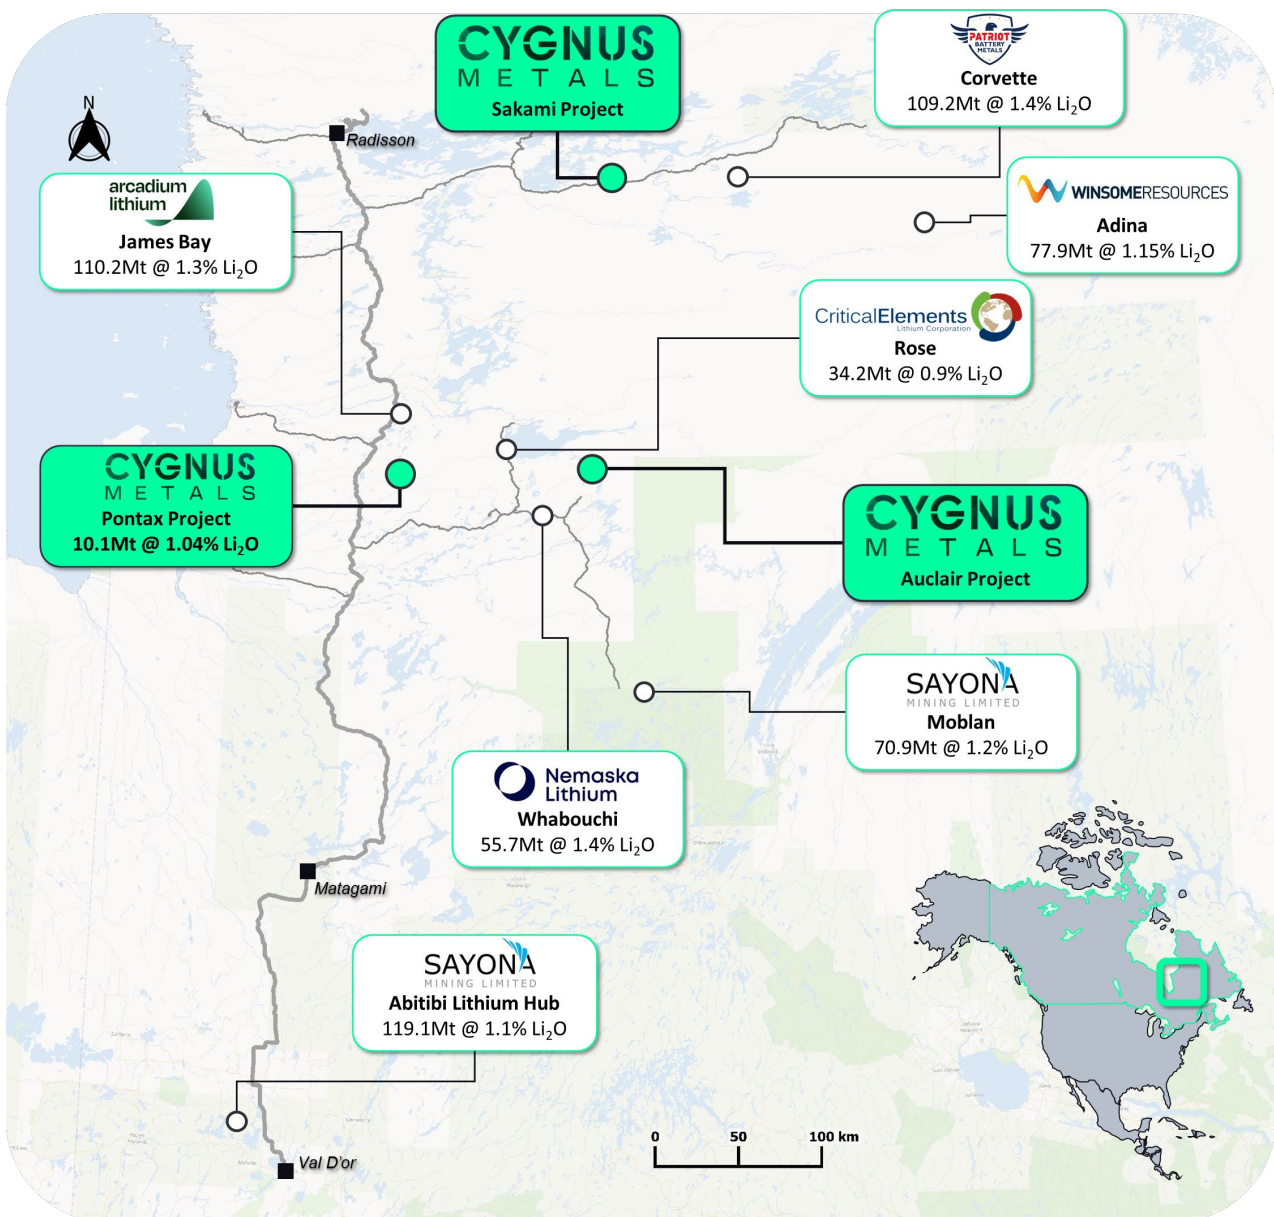 CYGNUS
METALS
Sakami Project
PATRIOT
BATTERY
METALS
Corvette
109.2Mt @ 1.4% Li₂O
N
Radisson
arcadium
lithium
James Bay
110.2Mt @ 1.3% Li₂O
WINSOMERESOURCES
Adina
77.9Mt @ 1.15% Li₂O
CriticalElements
Lithium Corporation
Rose
34.2Mt @ 0.9% Li₂O
CYGNUS
METALS
Pontax Project
10.1Mt @ 1.04% Li₂O
CYGNUS
METALS
Auclair Project
SAYONA
MINING LIMITED
Moblan
70.9Mt @ 1.2% Li₂O
Nemaska
Lithium
Whabouchi
55.7Mt @ 1.4% Li₂O
Matagami
SAYONA
MINING LIMITED
Abitibi Lithium Hub
119.1Mt @ 1.1% Li₂O
0 50 100 km
Val D'or